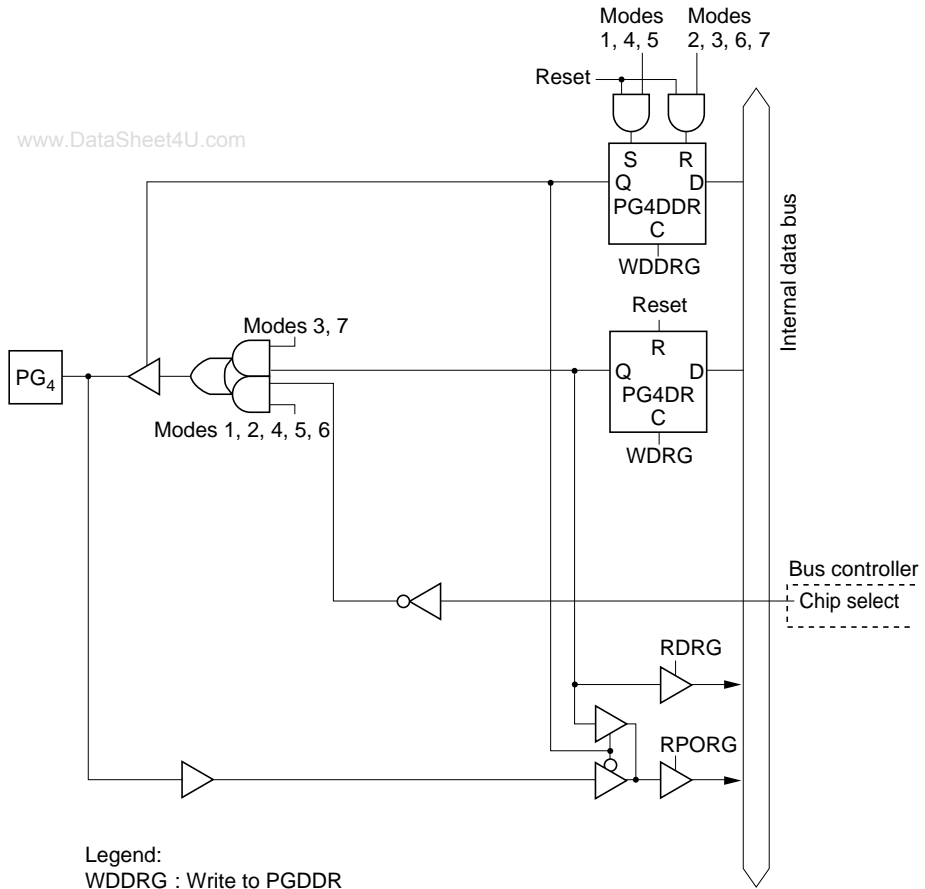 Modes
1, 4, 5
Modes
2, 3, 6, 7
Reset
www.DataSheet4U.com
S R
Q D
PG4DDR
C
WDDRG
Internal data bus
Reset
Modes 3, 7
R
Q D
PG4DR
C
WDRG
PG4
Modes 1, 2, 4, 5, 6
Bus controller
Chip select
RDRG
RPORG
Legend:
WDDRG : Write to PGDDR